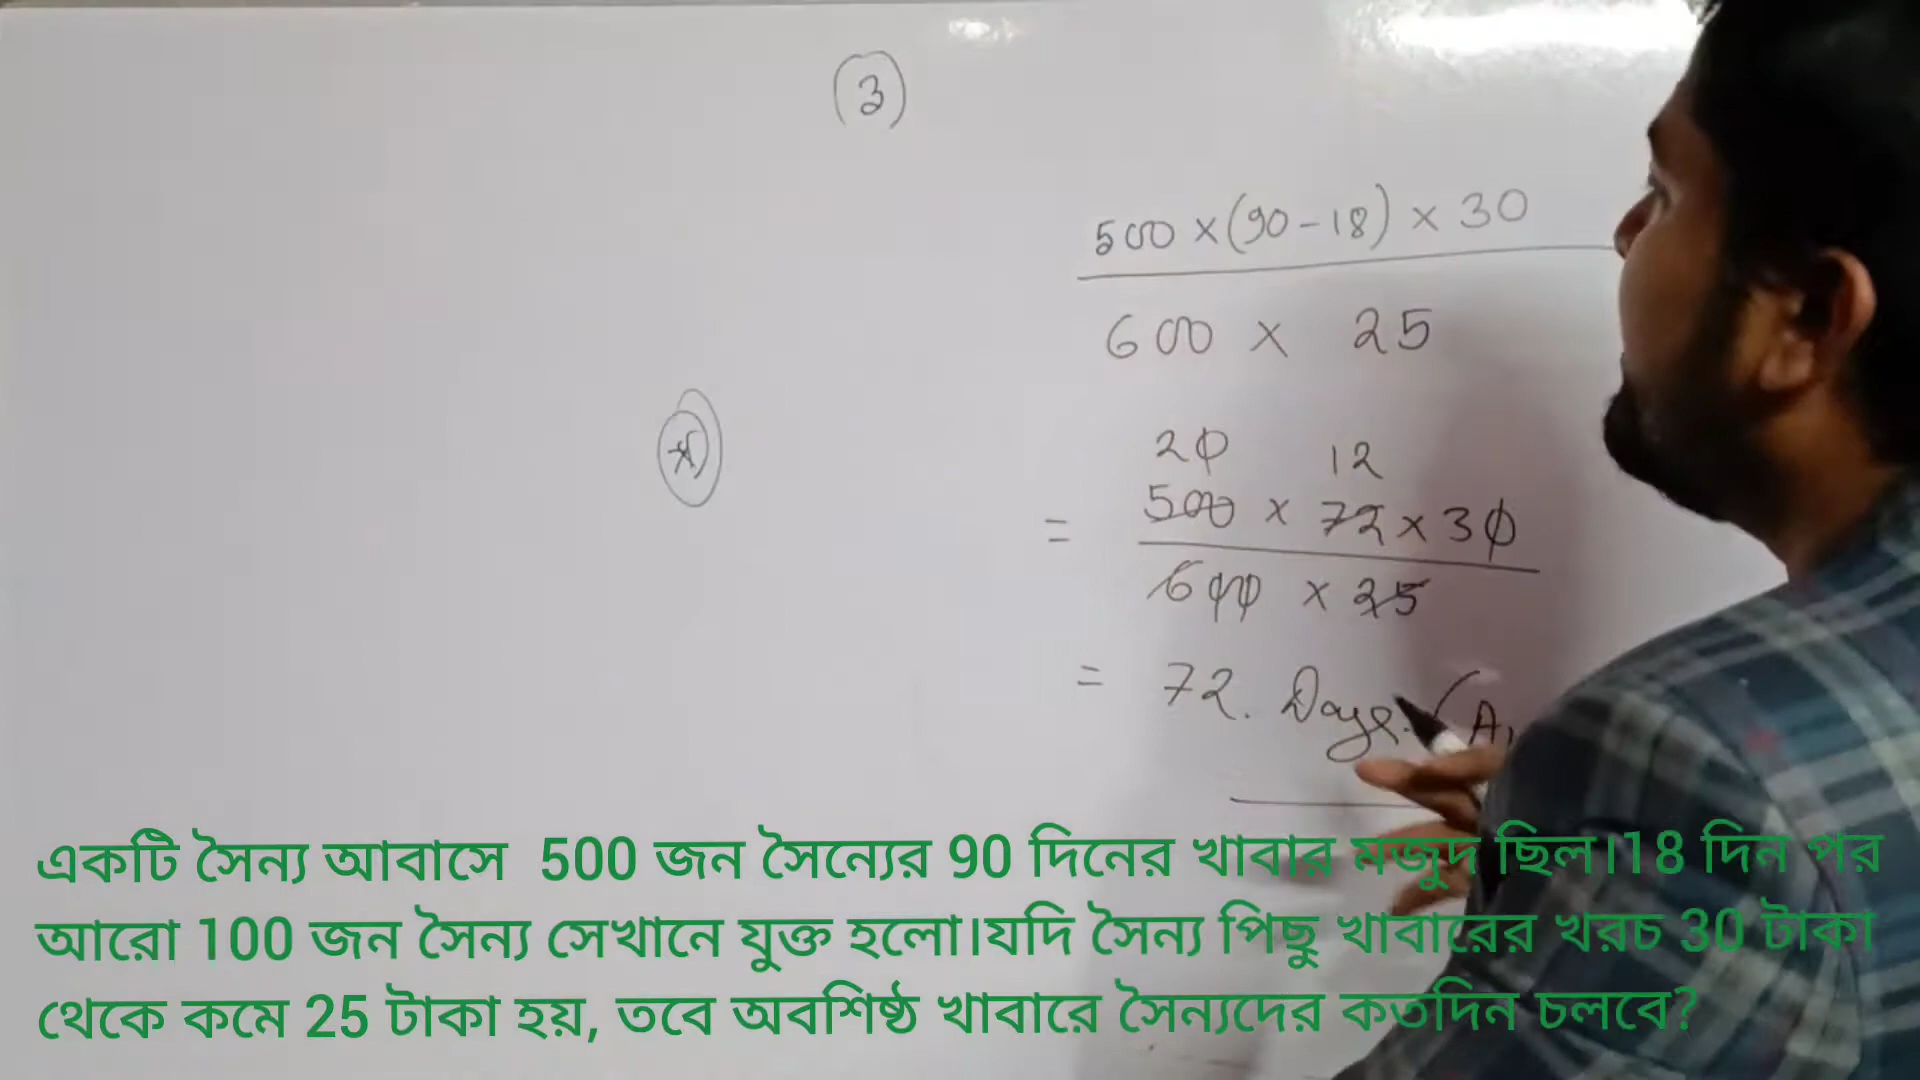 (3)
500 × (90 - 18) × 30
600 × 25
20 12
= 500 × 72 × 30
600 × 25
= 72. Days. (A
একটি সৈন্য আবাসে 500 জন সৈন্যের 90 দিনের খাবার মজুদ ছিল।18 দিন পর
আরো 100 জন সৈন্য সেখানে যুক্ত হলো।যদি সৈন্য পিছু খাবারের খরচ 30 টাকা
থেকে কমে 25 টাকা হয়, তবে অবশিষ্ঠ খাবারে সৈন্যদের কতদিন চলবে?